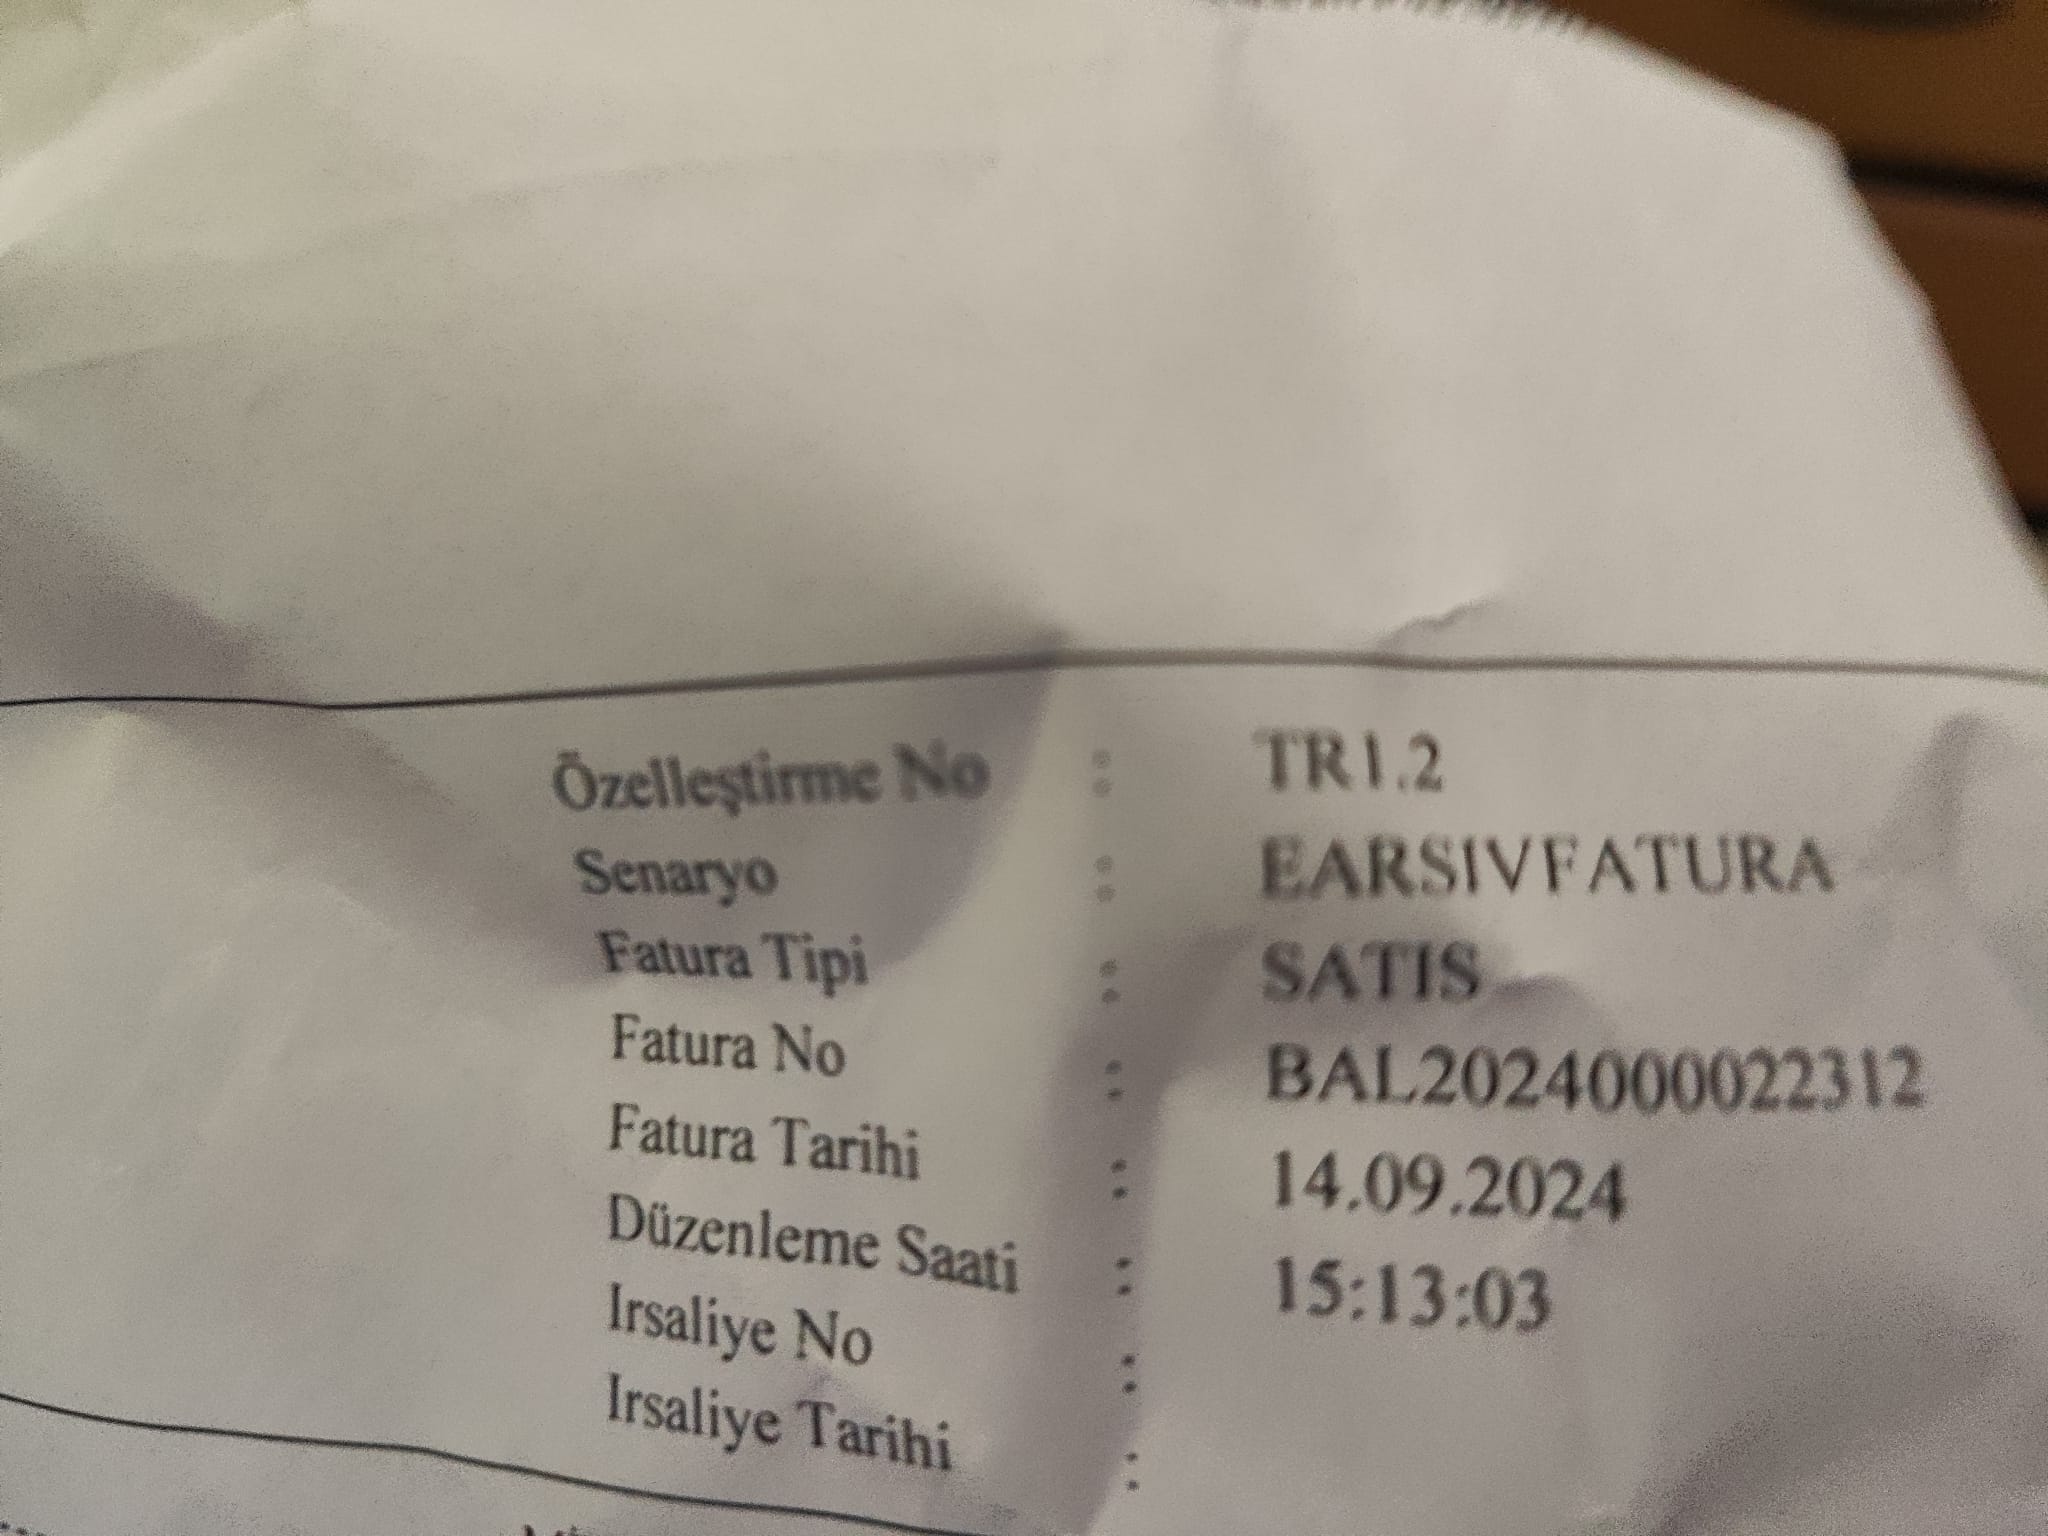 Özelleştirme No : TR1.2
Senaryo : EARSIVFATURA
Fatura Tipi : SATIS
Fatura No : BAL2024000022312
Fatura Tarihi : 14.09.2024
Düzenleme Saati : 15:13:03
Irsaliye No :
Irsaliye Tarihi :